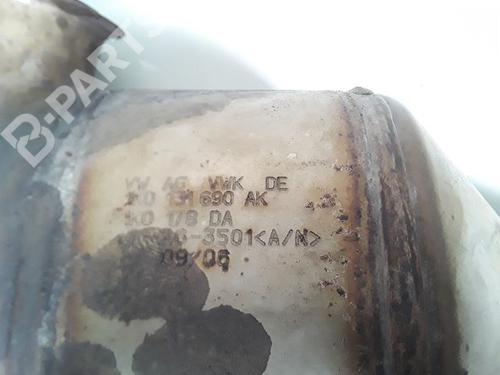 B-PARTS
VW AG VWK DE
1K0 131 690 AK
1K0 178 DA
-3501<A/N>
09/06